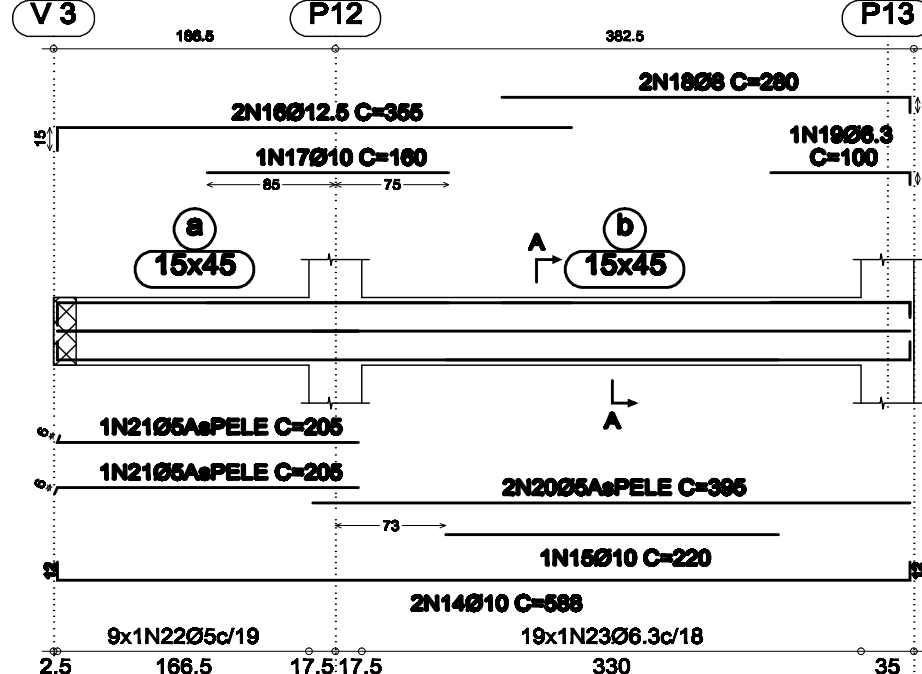 V 3
P12
P13
186.5
382.5
2N18Ø8 C=280
2N16Ø12.5 C=355
15
1N19Ø6.3
C=100
1N17Ø10 C=160
85
75
a
b
15x45
A
15x45
A
1N21Ø5AsPELE C=205
6
1N21Ø5AsPELE C=205
6
2N20Ø5AsPELE C=395
73
1N15Ø10 C=220
12
12
2N14Ø10 C=588
9x1N22Ø5c/19
19x1N23Ø6.3c/18
2.5
166.5
17.5
17.5
330
35